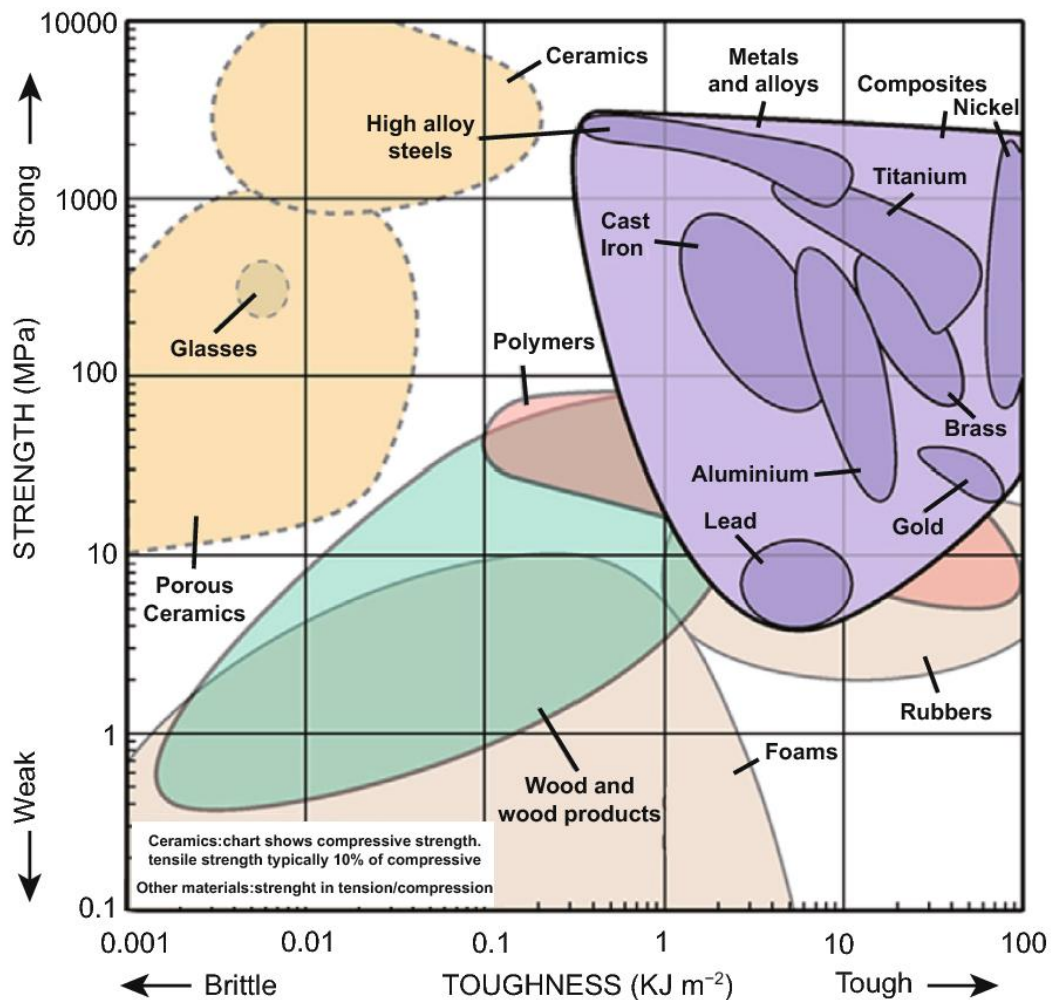 10000
1000
100
10
1
0.1
Strong
STRENGTH (MPa)
Weak
Ceramics
Metals
and alloys
Composites
Nickel
High alloy
steels
Titanium
Cast
Iron
Glasses
Polymers
Brass
Aluminium
Gold
Lead
Porous
Ceramics
Rubbers
Foams
Wood and
wood products
Ceramics:chart shows compressive strength.
tensile strength typically 10% of compressive
Other materials:strenght in tension/compression
0.001
0.01
0.1
1
10
100
Brittle
TOUGHNESS (KJ m⁻²)
Tough